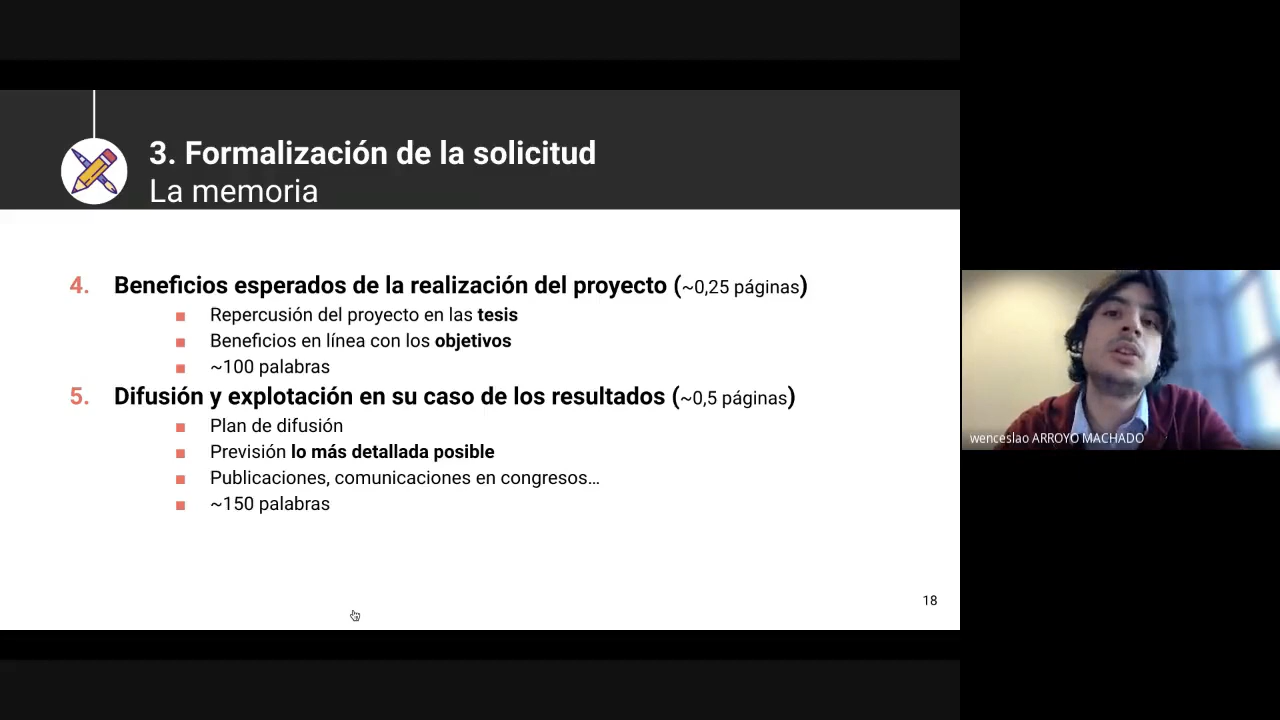 3. Formalización de la solicitud
La memoria
4. Beneficios esperados de la realización del proyecto (~0,25 páginas)
■ Repercusión del proyecto en las tesis
■ Beneficios en línea con los objetivos
■ ~100 palabras
5. Difusión y explotación en su caso de los resultados (~0,5 páginas)
■ Plan de difusión
■ Previsión lo más detallada posible
■ Publicaciones, comunicaciones en congresos…
■ ~150 palabras
18
wenceslao ARROYO MACHADO